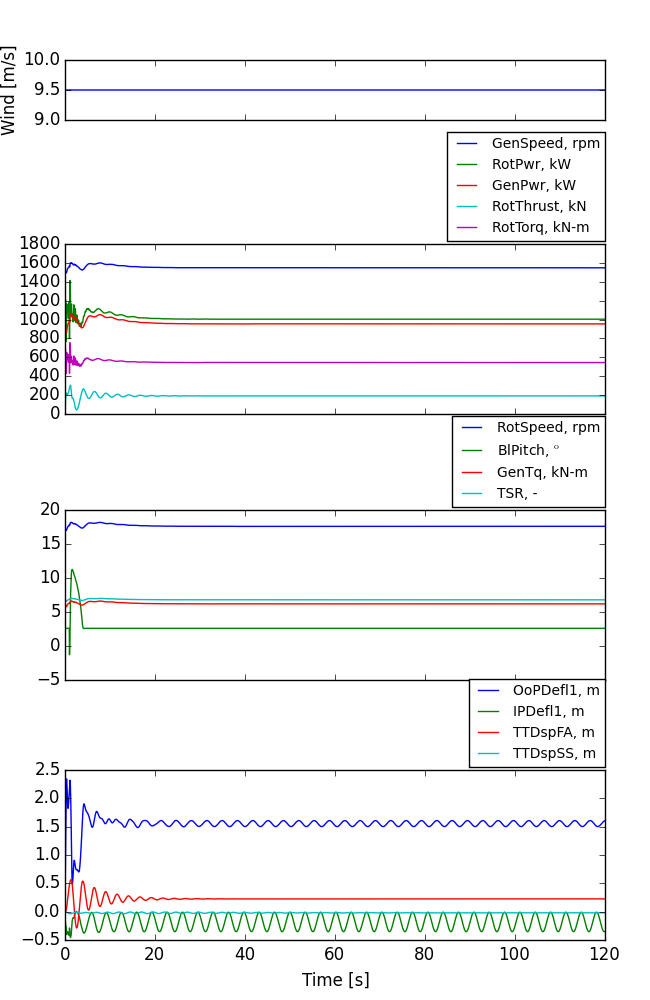 Wind [m/s]
10.0
9.5
9.0
GenSpeed, rpm
RotPwr, kW
GenPwr, kW
RotThrust, kN
RotTorq, kN-m
1800
1600
1400
1200
1000
800
600
400
200
0
RotSpeed, rpm
BlPitch, °
GenTq, kN-m
TSR, -
20
15
10
5
0
−5
OoPDefl1, m
IPDefl1, m
TTDspFA, m
TTDspSS, m
2.5
2.0
1.5
1.0
0.5
0.0
−0.5
0 20 40 60 80 100 120
Time [s]